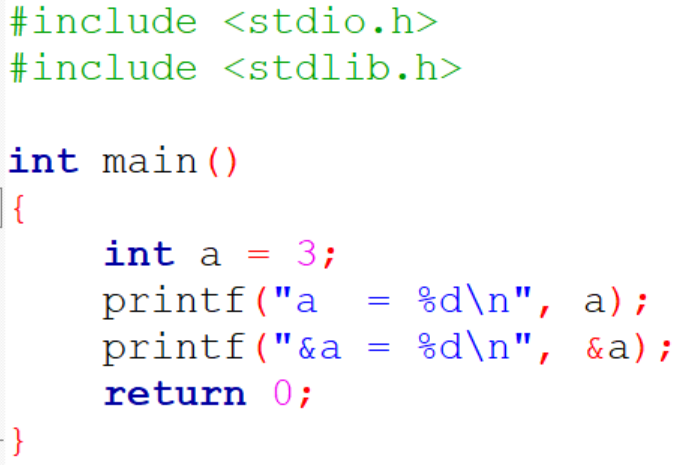 #include <stdio.h>
#include <stdlib.h>

int main()
{
    int a = 3;
    printf("a  = %d\n", a);
    printf("&a = %d\n", &a);
    return 0;
}